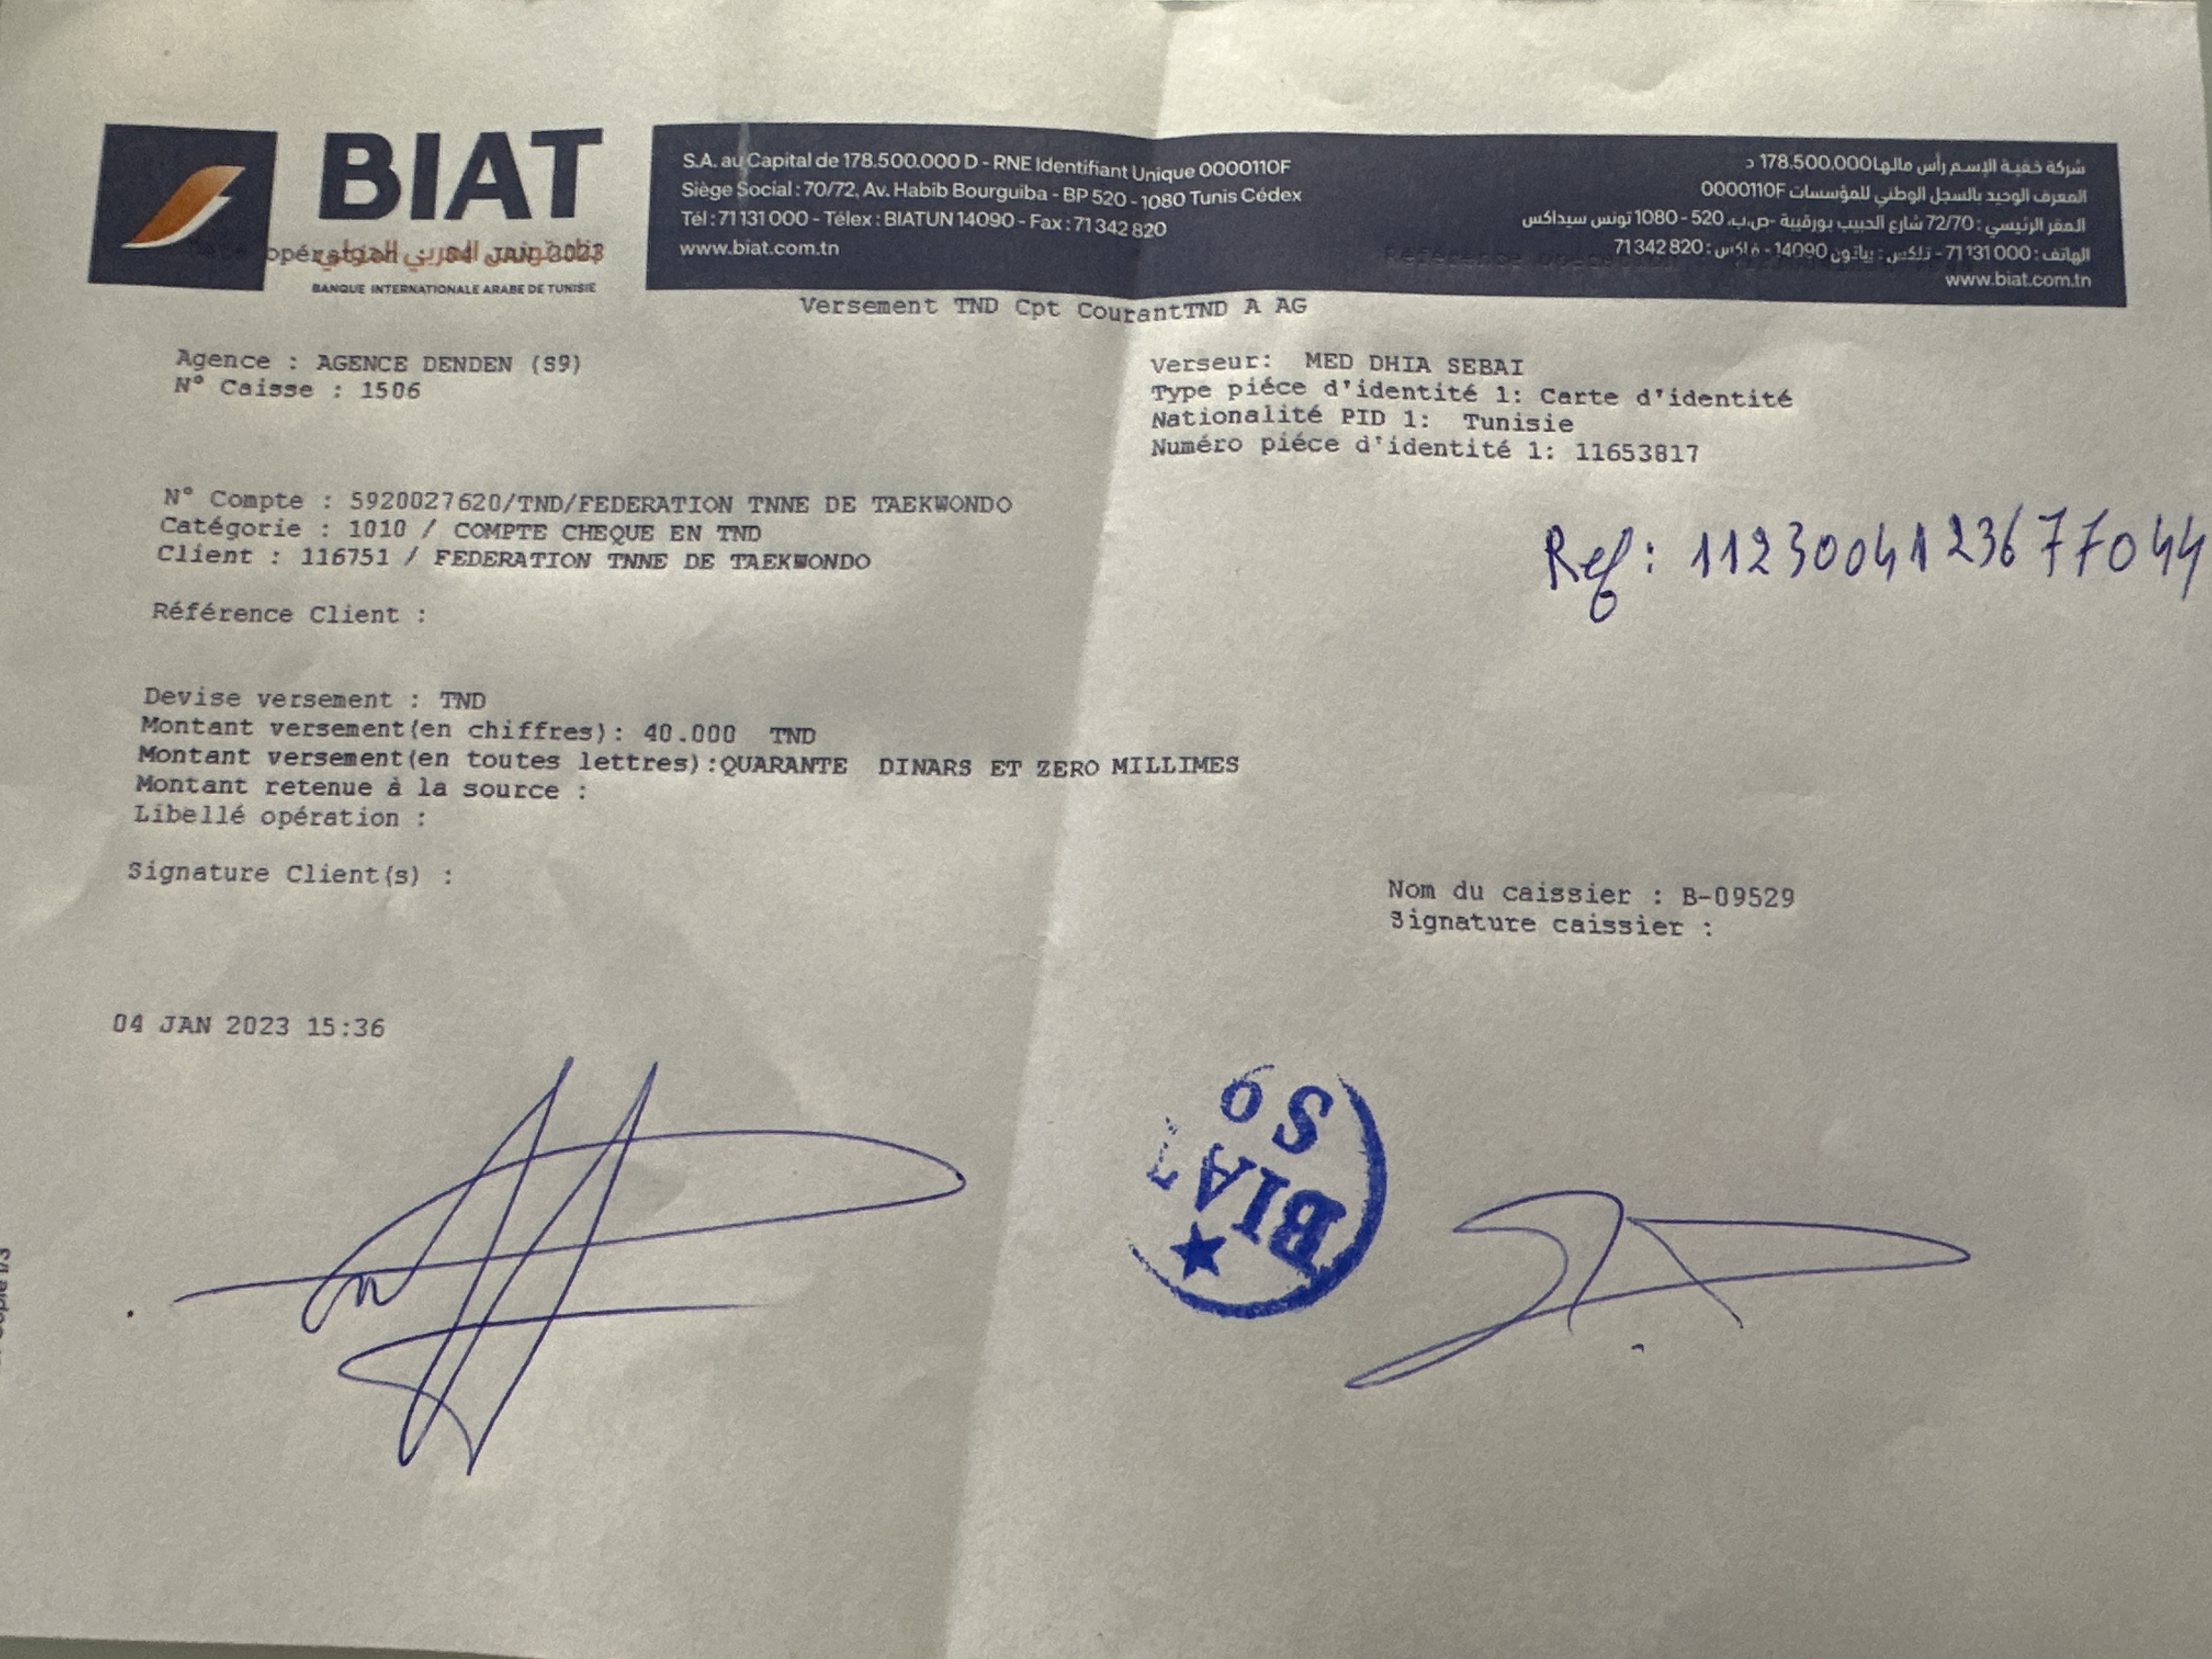 BIAT
opération 04 JAN 2023
BANQUE INTERNATIONALE ARABE DE TUNISIE
S.A. au Capital de 178.500.000 D - RNE Identifiant Unique 0000110F
Siège Social : 70/72, Av. Habib Bourguiba - BP 520 - 1080 Tunis Cédex
Tél : 71 131 000 - Télex : BIATUN 14090 - Fax : 71 342 820
www.biat.com.tn
شركة خفية الإسم رأس مالها 178.500.000 د
المعرف الوحيد بالسجل الوطني للمؤسسات 0000110F
المقر الرئيسي : 72/70 شارع الحبيب بورقيبة -ص.ب. 520 - 1080 تونس سيداكس
الهاتف : 000 131 71 - تلكس : بياتون 14090 - فاكس : 820 342 71
www.biat.com.tn
Versement TND Cpt CourantTND A AG
Agence : AGENCE DENDEN (S9)
N° Caisse : 1506
Verseur: MED DHIA SEBAI
Type piéce d'identité 1: Carte d'identité
Nationalité PID 1: Tunisie
Numéro piéce d'identité 1: 11653817
N° Compte : 5920027620/TND/FEDERATION TNNE DE TAEKWONDO
Catégorie : 1010 / COMPTE CHEQUE EN TND
Client : 116751 / FEDERATION TNNE DE TAEKWONDO
Ref: 1123004123677044
Référence Client :
Devise versement : TND
Montant versement(en chiffres): 40.000 TND
Montant versement(en toutes lettres):QUARANTE DINARS ET ZERO MILLIMES
Montant retenue à la source :
Libellé opération :
Signature Client(s) :
Nom du caissier : B-09529
Signature caissier :
04 JAN 2023 15:36
BIAT
S9